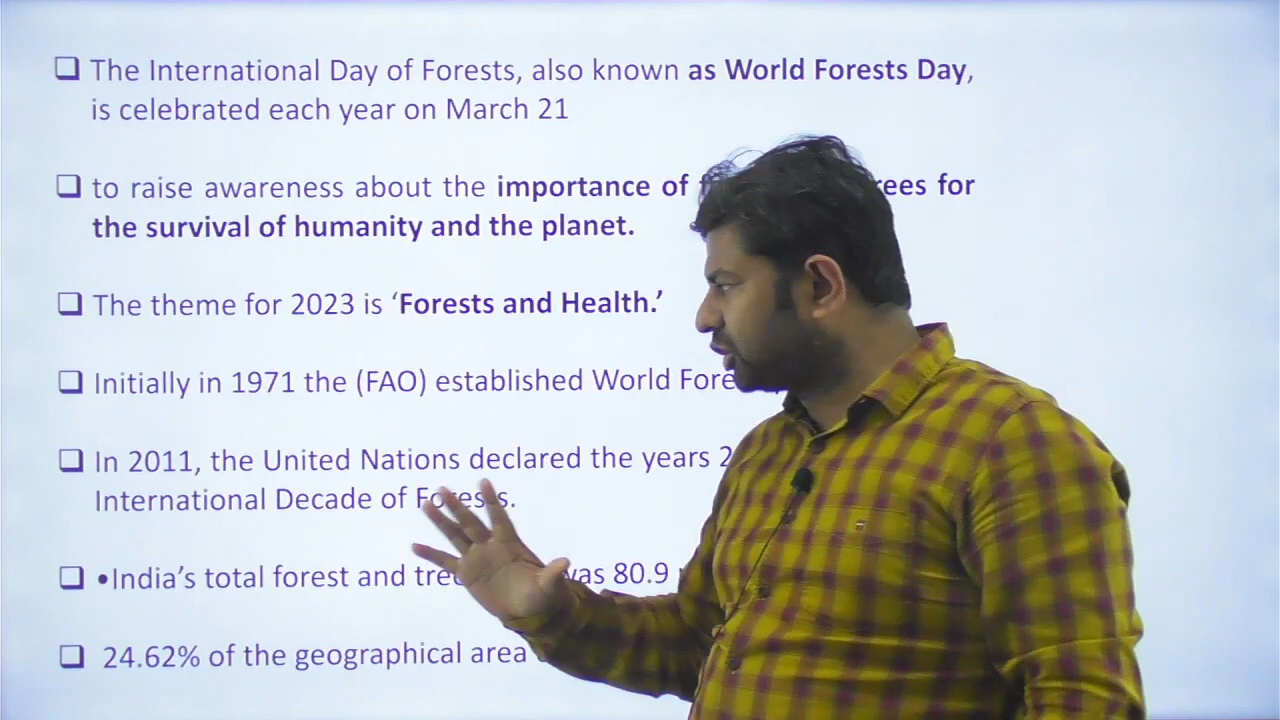 ❑ The International Day of Forests, also known as World Forests Day,
is celebrated each year on March 21
❑ to raise awareness about the importance of rees for
the survival of humanity and the planet.
❑ The theme for 2023 is ‘Forests and Health.’
❑ Initially in 1971 the (FAO) established World Fore
❑ In 2011, the United Nations declared the years 2
International Decade of Forests.
❑ •India’s total forest and tree was 80.9
❑ 24.62% of the geographical area